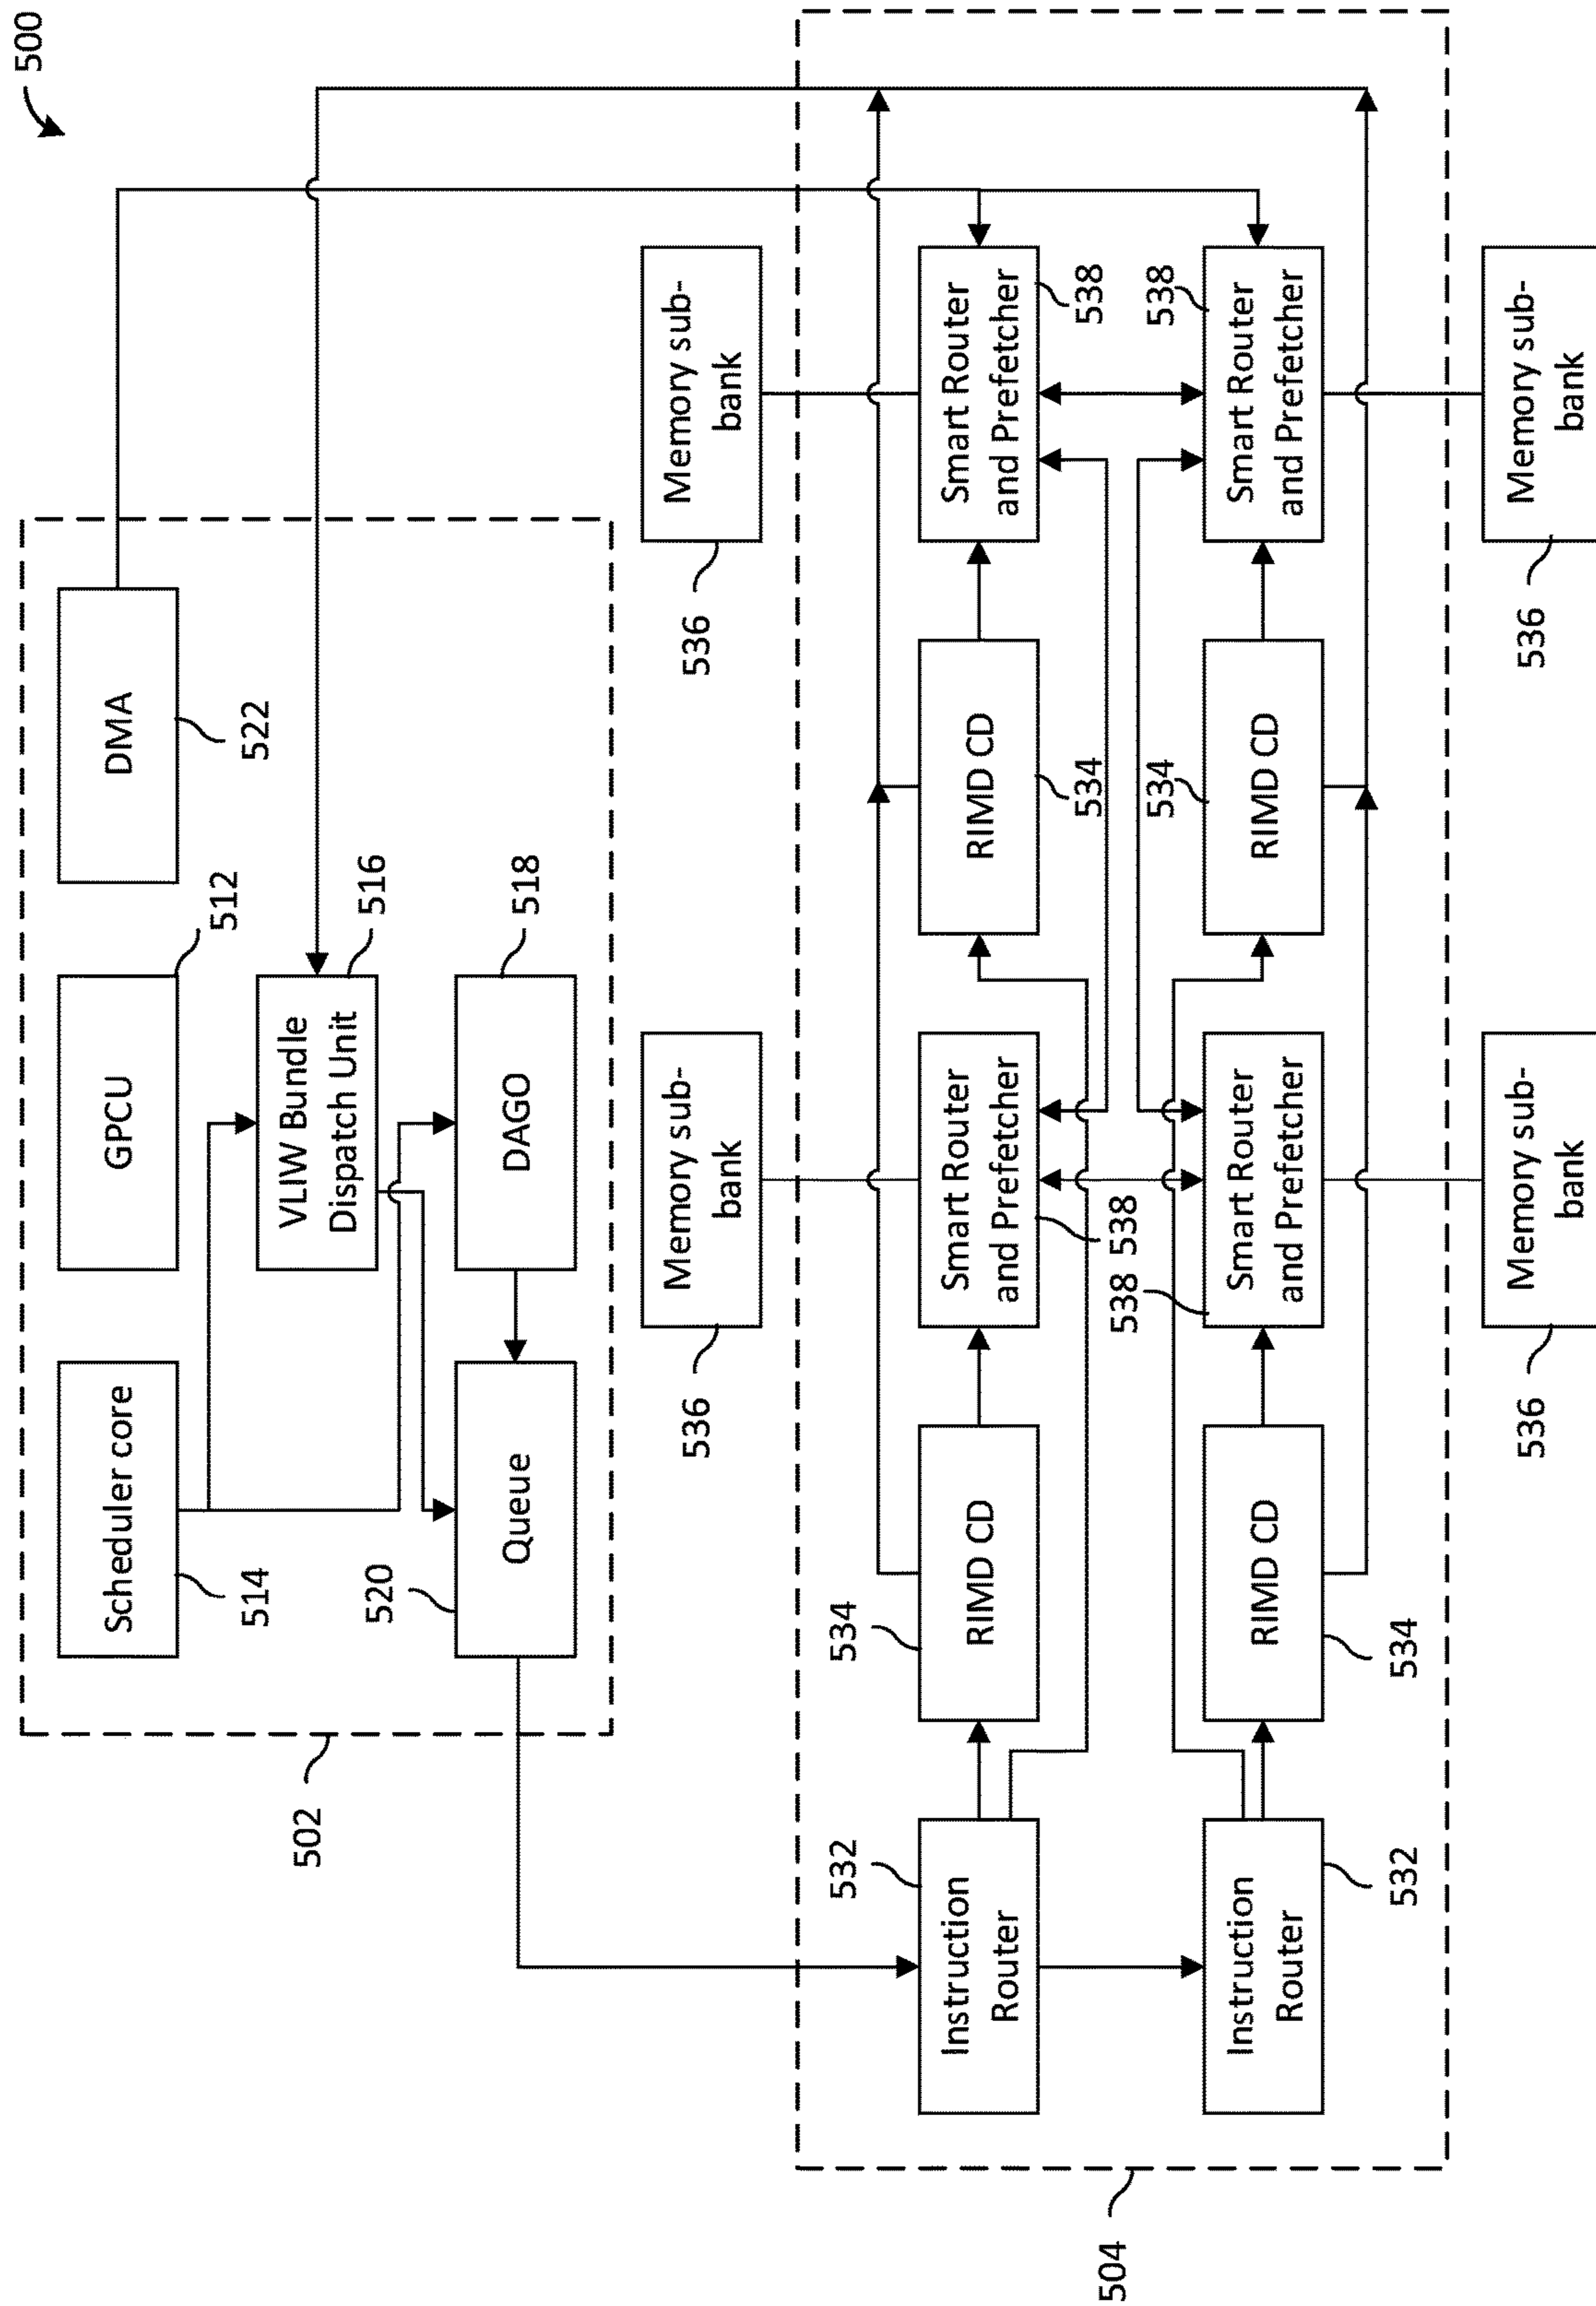 500
Scheduler core
514
GPCU
512
DMA
522
VLIW Bundle
Dispatch Unit
516
520
Queue
DAGO
518
502
536
Memory sub-
bank
536
Memory sub-
bank
532
Instruction
Router
534
RIMD CD
Smart Router
and Prefetcher
538
RIMD CD
534
Smart Router
and Prefetcher
538
Instruction
Router
532
RIMD CD
534
538
Smart Router
and Prefetcher
534
RIMD CD
538
Smart Router
and Prefetcher
504
536
Memory sub-
bank
536
Memory sub-
bank